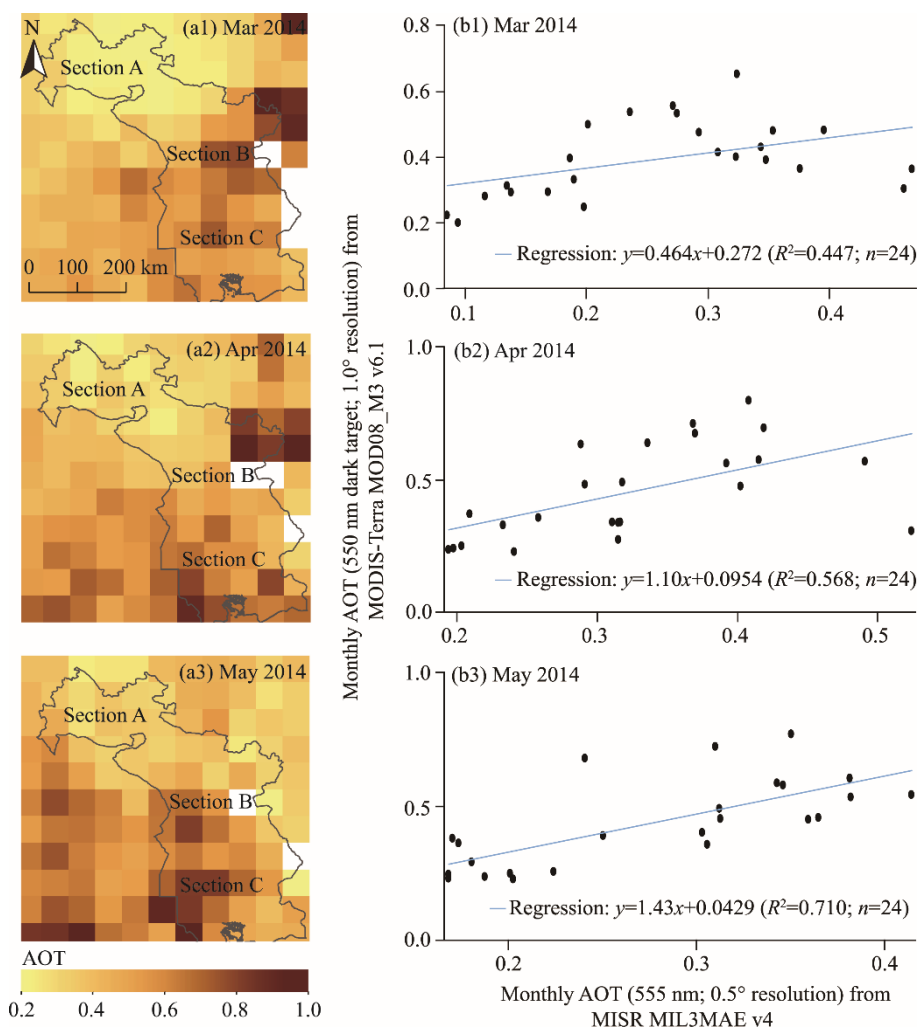 (a1) Mar 2014
N
Section A
Section B
Section C
0 100 200 km
(a2) Apr 2014
Section A
Section B
Section C
(a3) May 2014
Section A
Section B
Section C
AOT
0.2 0.4 0.6 0.8 1.0
Monthly AOT (550 nm dark target; 1.0° resolution) from
MODIS-Terra MOD08_M3 v6.1
(b1) Mar 2014
0.8
0.6
0.4
0.2
0.0
Regression: y=0.464x+0.272 (R²=0.447; n=24)
0.1 0.2 0.3 0.4
(b2) Apr 2014
1.0
0.5
0.0
Regression: y=1.10x+0.0954 (R²=0.568; n=24)
0.2 0.3 0.4 0.5
(b3) May 2014
1.0
0.5
0.0
Regression: y=1.43x+0.0429 (R²=0.710; n=24)
0.2 0.3 0.4
Monthly AOT (555 nm; 0.5° resolution) from
MISR MIL3MAE v4